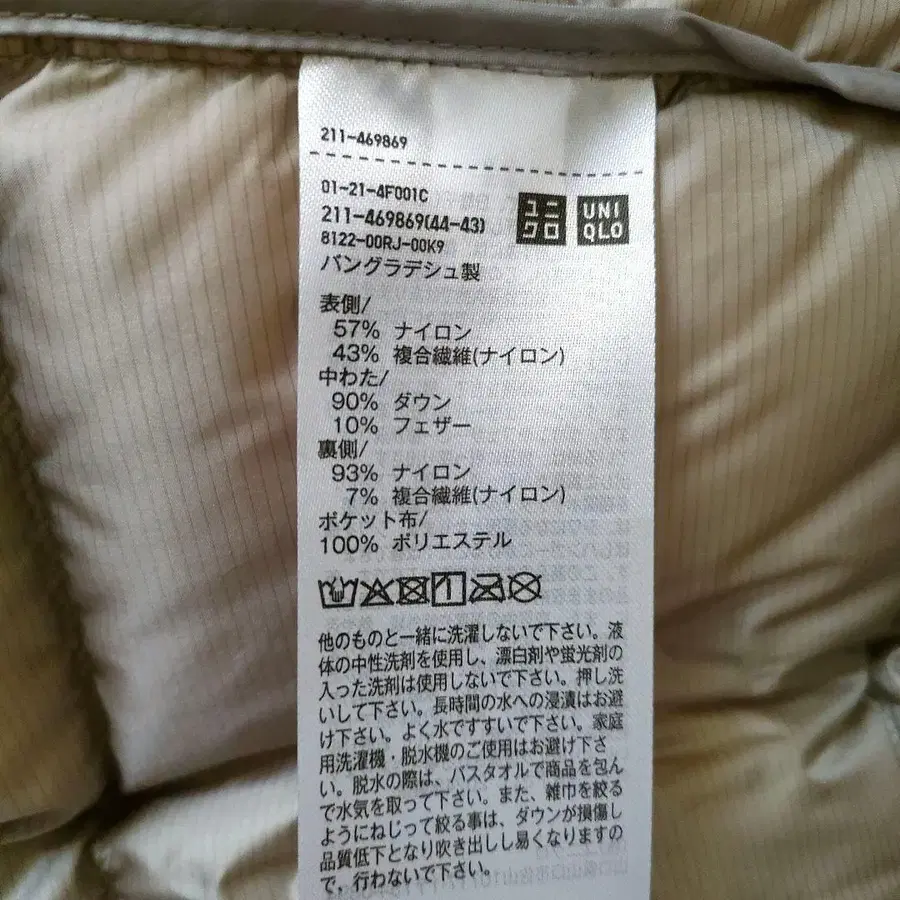 211-469869
01-21-4F001C
211-469869(44-43)
8122-00RJ-00K9
ユニ
クロ
UNI
QLO
バングラデシュ製
表側/
57% ナイロン
43% 複合繊維(ナイロン)
中わた/
90% ダウン
10% フェザー
裏側/
93% ナイロン
7% 複合繊維(ナイロン)
ポケット布/
100% ポリエステル
他のものと一緒に洗濯しないで下さい。液
体の中性洗剤を使用し、漂白剤や蛍光剤の
入った洗剤は使用しないで下さい。押し洗
いして下さい。長時間の水への浸漬はお避
け下さい。よく水ですすいで下さい。家庭
用洗濯機・脱水機のご使用はお避け下さ
い。脱水の際は、バスタオルで商品を包ん
で水気を取って下さい。また、雑巾を絞る
ようにねじって絞る事は、ダウンが損傷し
品質低下となり吹き出しし易くなりますの
で、行わないで下さい。